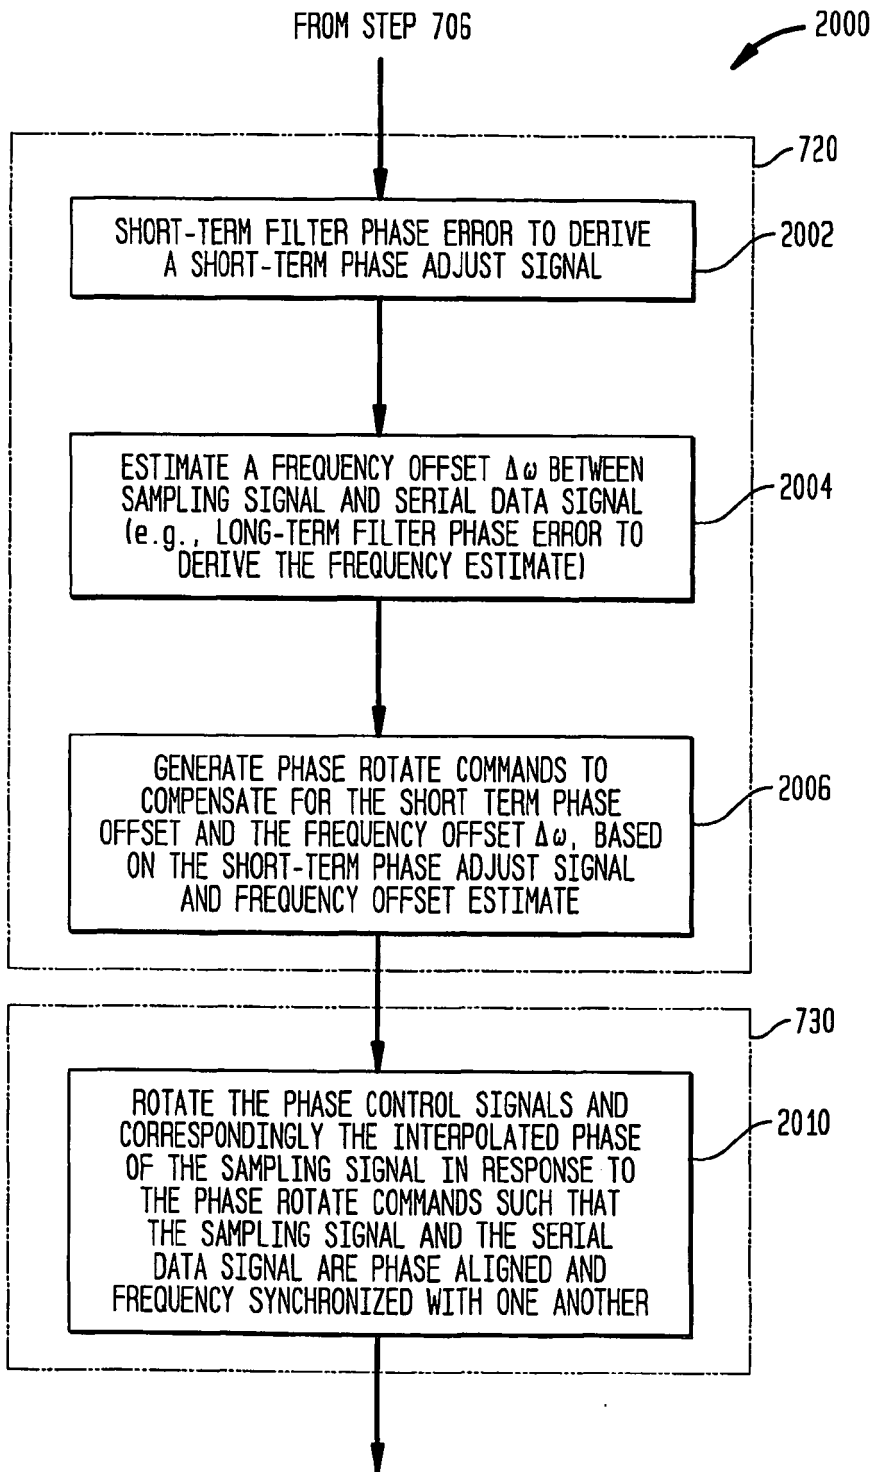 FROM STEP 706
2000
720
SHORT-TERM FILTER PHASE ERROR TO DERIVE
A SHORT-TERM PHASE ADJUST SIGNAL
2002
ESTIMATE A FREQUENCY OFFSET Δω BETWEEN
SAMPLING SIGNAL AND SERIAL DATA SIGNAL
(e.g., LONG-TERM FILTER PHASE ERROR TO
DERIVE THE FREQUENCY ESTIMATE)
2004
GENERATE PHASE ROTATE COMMANDS TO
COMPENSATE FOR THE SHORT TERM PHASE
OFFSET AND THE FREQUENCY OFFSET Δω, BASED
ON THE SHORT-TERM PHASE ADJUST SIGNAL
AND FREQUENCY OFFSET ESTIMATE
2006
730
ROTATE THE PHASE CONTROL SIGNALS AND
CORRESPONDINGLY THE INTERPOLATED PHASE
OF THE SAMPLING SIGNAL IN RESPONSE TO
THE PHASE ROTATE COMMANDS SUCH THAT
THE SAMPLING SIGNAL AND THE SERIAL
DATA SIGNAL ARE PHASE ALIGNED AND
FREQUENCY SYNCHRONIZED WITH ONE ANOTHER
2010